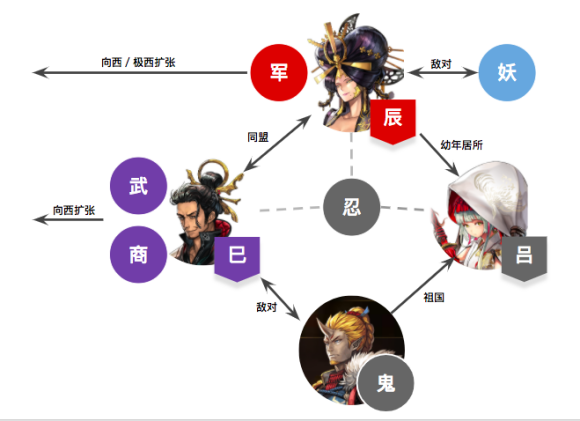 向西 / 极西扩张
军
敌对
妖
辰
同盟
幼年居所
武
忍
向西扩张
商
巳
吕
敌对
祖国
鬼